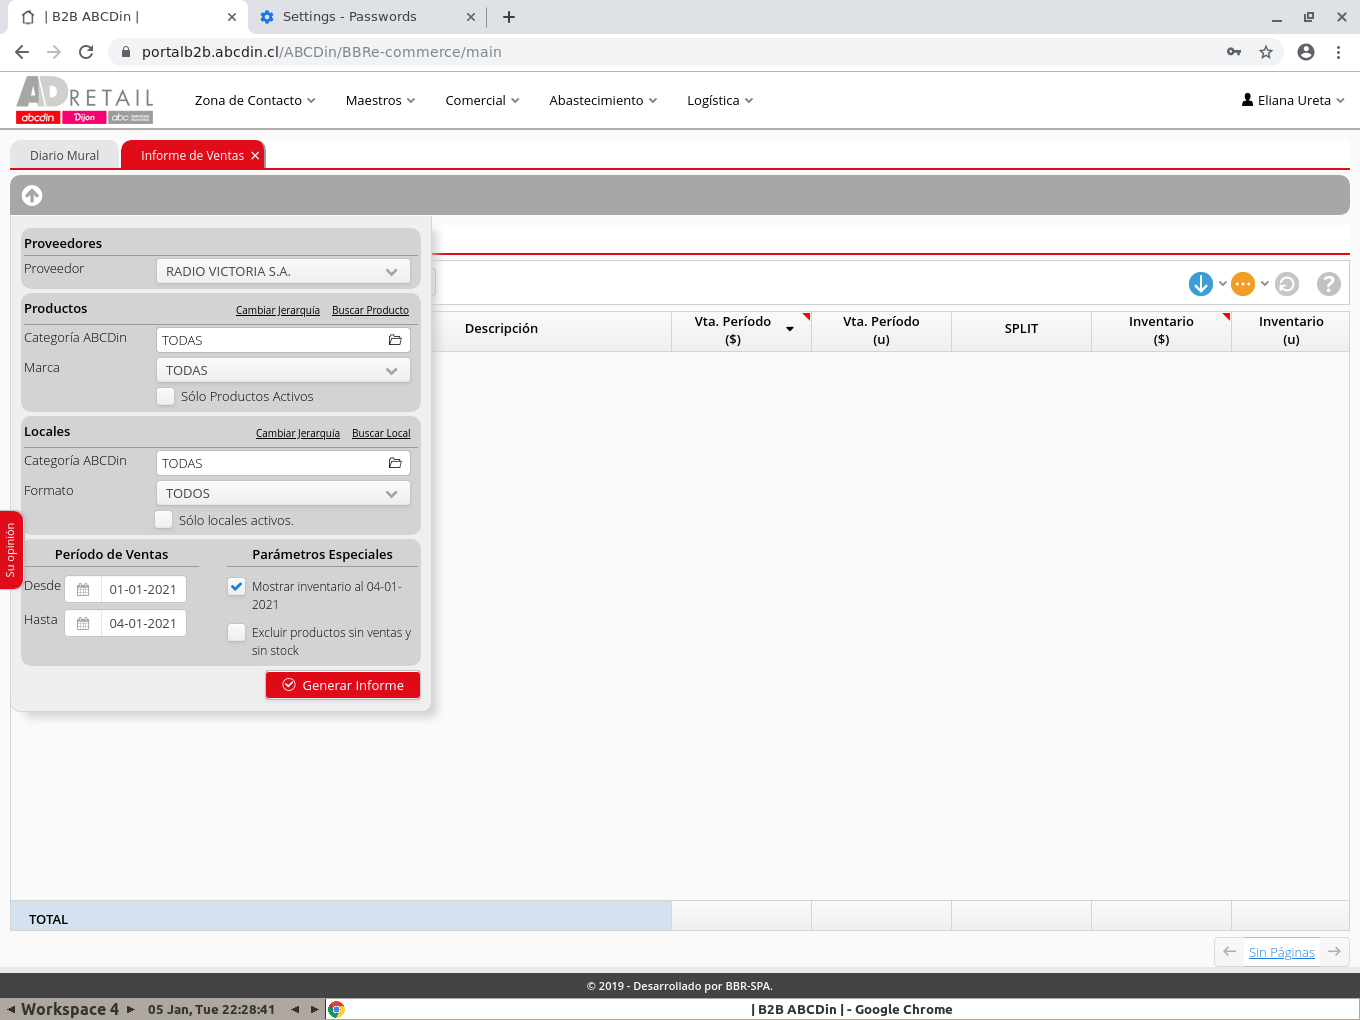 | B2B ABCDin |
Settings - Passwords
portalb2b.abcdin.cl/ABCDin/BBRe-commerce/main
ADRETAIL
abcdin Dijon abc
Zona de Contacto Maestros Comercial Abastecimiento Logística Eliana Ureta
Diario Mural Informe de Ventas
Proveedores
Proveedor RADIO VICTORIA S.A.
Productos Cambiar Jerarquía Buscar Producto
Categoría ABCDin TODAS
Marca TODAS
Sólo Productos Activos
Locales Cambiar Jerarquía Buscar Local
Categoría ABCDin TODAS
Formato TODOS
Sólo locales activos.
Su opinión
Período de Ventas
Desde 01-01-2021
Hasta 04-01-2021
Parámetros Especiales
Mostrar inventario al 04-01-
2021
Excluir productos sin ventas y
sin stock
Generar Informe
Descripción
Vta. Período
($)
Vta. Período
(u)
SPLIT
Inventario
($)
Inventario
(u)
TOTAL
Sin Páginas
© 2019 - Desarrollado por BBR-SPA.
Workspace 4 05 Jan, Tue 22:28:41 | B2B ABCDin | - Google Chrome